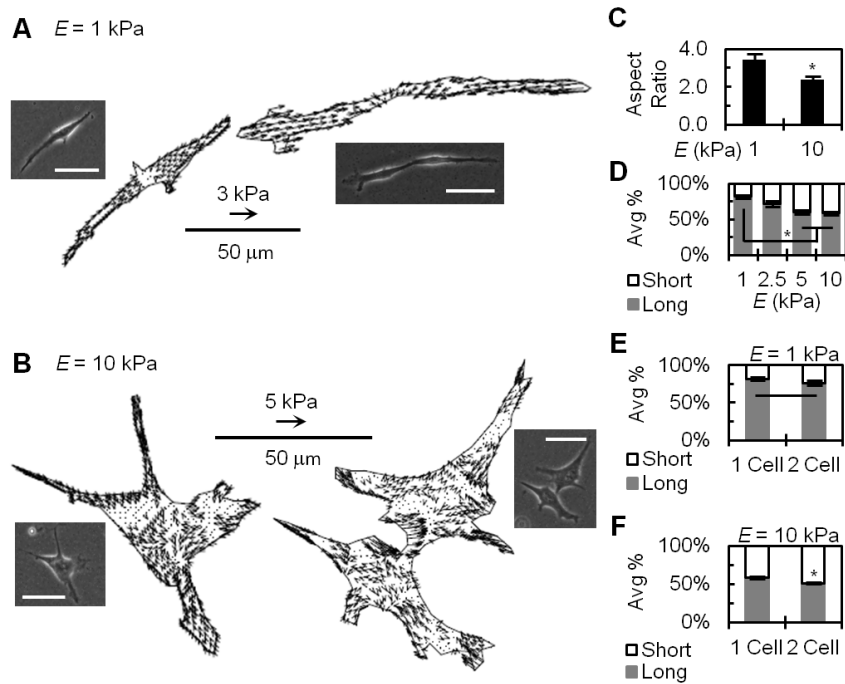 A E = 1 kPa
3 kPa
50 μm
B E = 10 kPa
5 kPa
50 μm
C
Aspect Ratio
4.0
2.0
0.0
*
E (kPa) 1 10
D
Avg %
100%
50%
0%
*
Short
Long
1 2.5 5 10
E (kPa)
E
E = 1 kPa
Avg %
100%
50%
0%
Short
Long
1 Cell 2 Cell
F
E = 10 kPa
Avg %
100%
50%
0%
*
Short
Long
1 Cell 2 Cell